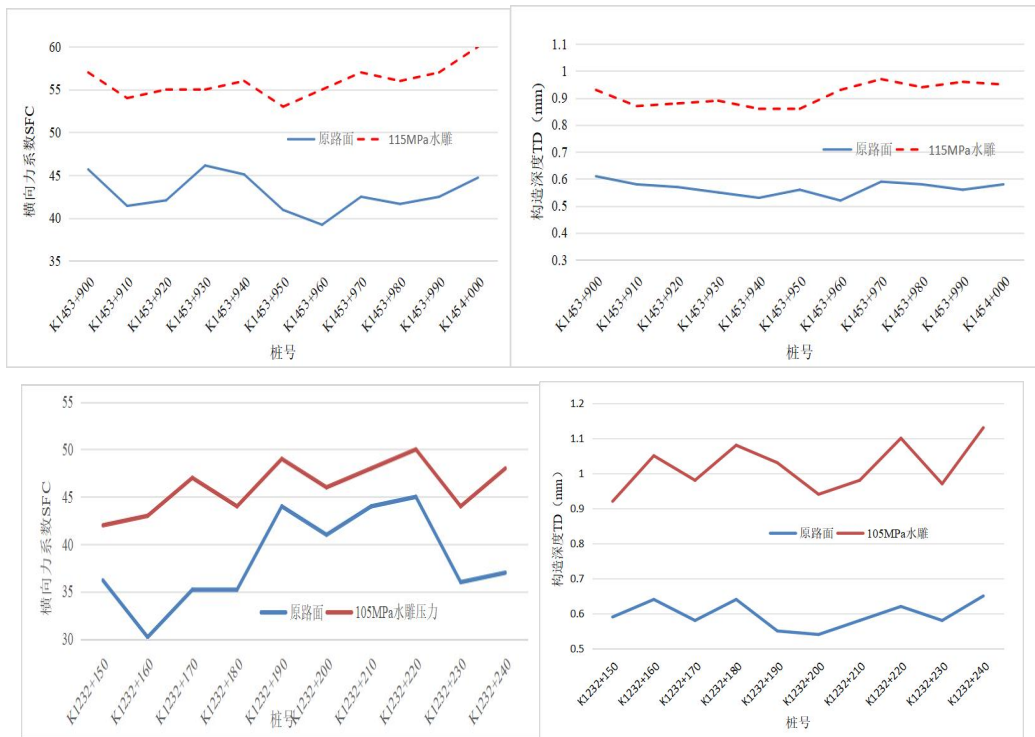 横向力系数SFC
60
55
50
45
40
35
原路面 115MPa水雕
K1453+900
K1453+910
K1453+920
K1453+930
K1453+940
K1453+950
K1453+960
K1453+970
K1453+980
K1453+990
K1454+000
桩号
构造深度TD（mm）
1.1
1
0.9
0.8
0.7
0.6
0.5
0.4
0.3
原路面 115MPa水雕
K1453+900
K1453+910
K1453+920
K1453+930
K1453+940
K1453+950
K1453+960
K1453+970
K1453+980
K1453+990
K1454+000
桩号
横向力系数SFC
55
50
45
40
35
30
原路面 105MPa水雕压力
K1232+150
K1232+160
K1232+170
K1232+180
K1232+190
K1232+200
K1232+210
K1232+220
K1232+230
K1232+240
桩号
构造深度TD（mm）
1.2
1.1
1
0.9
0.8
0.7
0.6
0.5
原路面 105MPa水雕
K1232+150
K1232+160
K1232+170
K1232+180
K1232+190
K1232+200
K1232+210
K1232+220
K1232+230
K1232+240
桩号